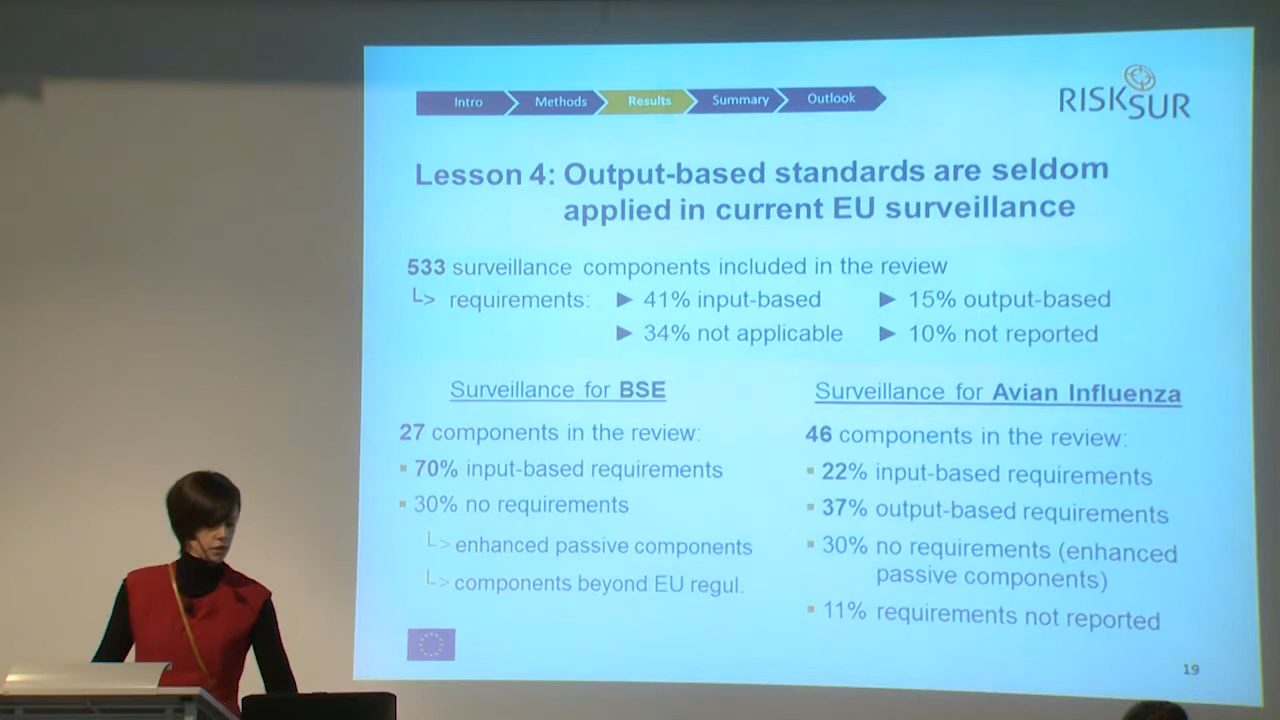 Intro Methods Results Summary Outlook
RISKSUR
Lesson 4: Output-based standards are seldom
applied in current EU surveillance
533 surveillance components included in the review
requirements: ► 41% input-based ► 15% output-based
► 34% not applicable ► 10% not reported
Surveillance for BSE
27 components in the review:
▪ 70% input-based requirements
▪ 30% no requirements
enhanced passive components
components beyond EU regul.
Surveillance for Avian Influenza
46 components in the review:
▪ 22% input-based requirements
▪ 37% output-based requirements
▪ 30% no requirements (enhanced
passive components)
▪ 11% requirements not reported
19